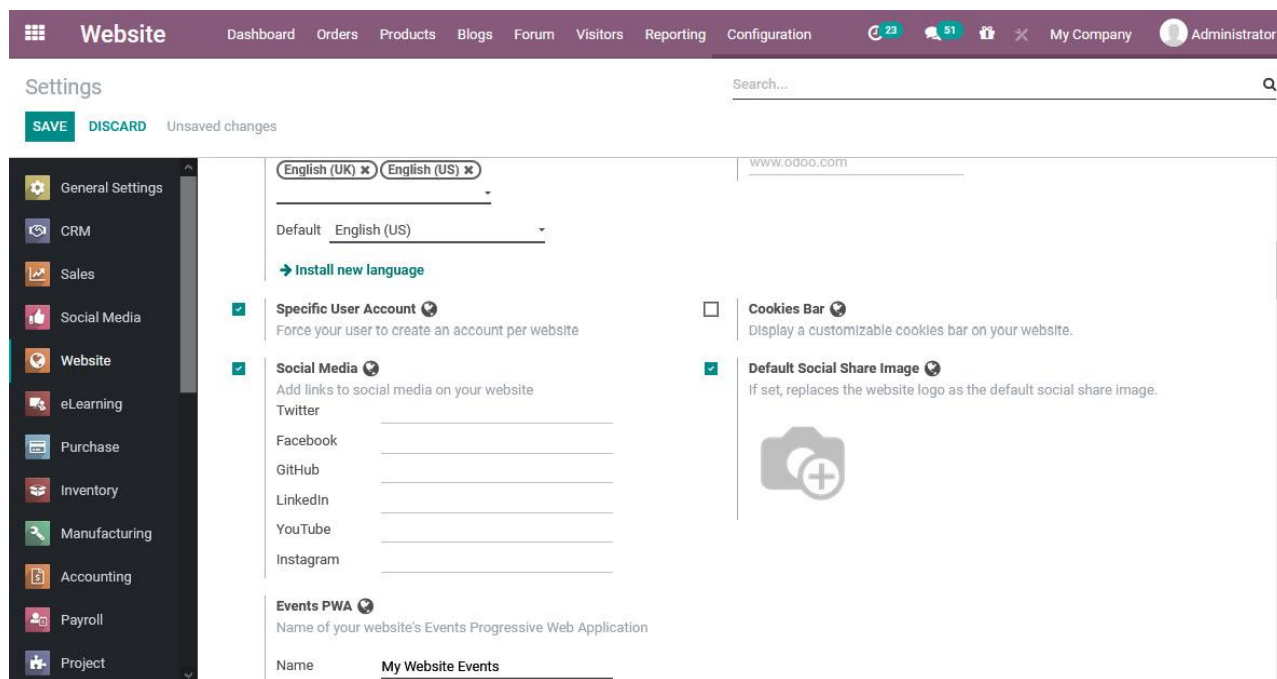 Website Dashboard Orders Products Blogs Forum Visitors Reporting Configuration 23 51 My Company Administrator
Settings
Search...
SAVE DISCARD Unsaved changes
General Settings
CRM
Sales
Social Media
Website
eLearning
Purchase
Inventory
Manufacturing
Accounting
Payroll
Project
English (UK) English (US)
www.odoo.com
Default English (US)
Install new language
Specific User Account
Force your user to create an account per website
Cookies Bar
Display a customizable cookies bar on your website.
Social Media
Add links to social media on your website
Twitter
Facebook
GitHub
LinkedIn
YouTube
Instagram
Default Social Share Image
If set, replaces the website logo as the default social share image.
Events PWA
Name of your website's Events Progressive Web Application
Name My Website Events